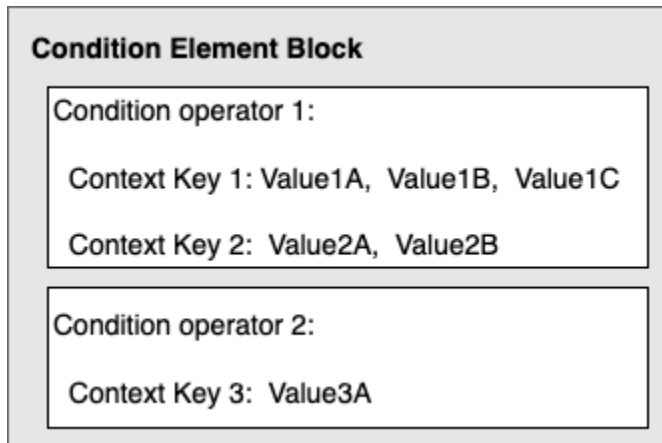 Condition Element Block
Condition operator 1:
Context Key 1: Value1A, Value1B, Value1C
Context Key 2: Value2A, Value2B
Condition operator 2:
Context Key 3: Value3A